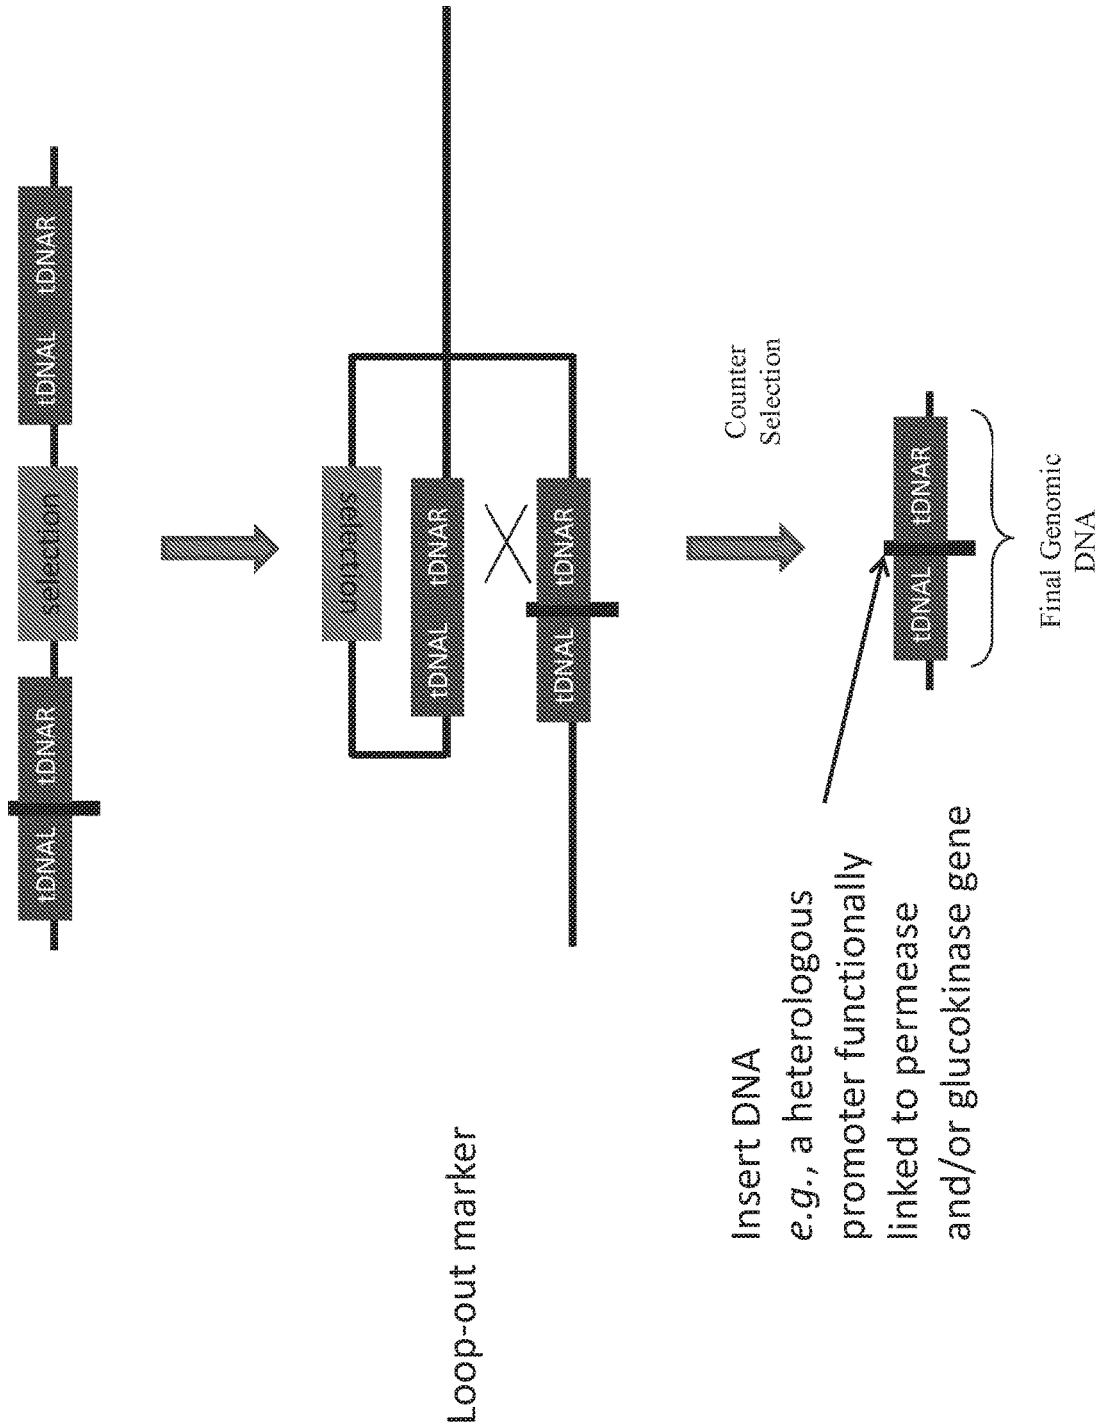 tDNAL tDNAR
selection
tDNAL tDNAR
selection
tDNAL tDNAR
tDNAL tDNAR
Loop-out marker
Counter
Selection
tDNAL tDNAR
Insert DNA
e.g., a heterologous
promoter functionally
linked to permease
and/or glucokinase gene
Final Genomic
DNA